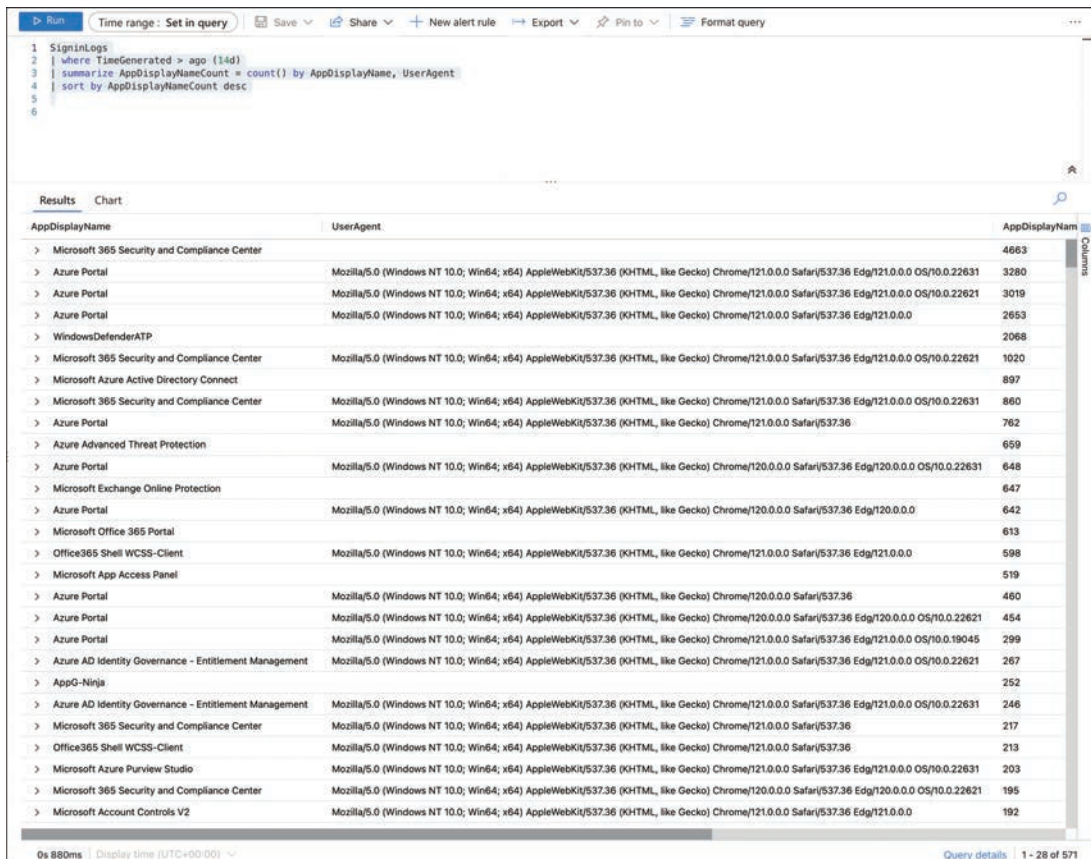 Run Time range : Set in query Save Share New alert rule Export Pin to Format query ...
1 SigninLogs
2 | where TimeGenerated > ago (14d)
3 | summarize AppDisplayNameCount = count() by AppDisplayName, UserAgent
4 | sort by AppDisplayNameCount desc
5
6
...
Results Chart
AppDisplayName UserAgent AppDisplayNam
Columns
Microsoft 365 Security and Compliance Center 4663
Azure Portal Mozilla/5.0 (Windows NT 10.0; Win64; x64) AppleWebKit/537.36 (KHTML, like Gecko) Chrome/121.0.0.0 Safari/537.36 Edg/121.0.0.0 OS/10.0.22631 3280
Azure Portal Mozilla/5.0 (Windows NT 10.0; Win64; x64) AppleWebKit/537.36 (KHTML, like Gecko) Chrome/121.0.0.0 Safari/537.36 Edg/121.0.0.0 OS/10.0.22621 3019
Azure Portal Mozilla/5.0 (Windows NT 10.0; Win64; x64) AppleWebKit/537.36 (KHTML, like Gecko) Chrome/121.0.0.0 Safari/537.36 Edg/121.0.0.0 2653
WindowsDefenderATP 2068
Microsoft 365 Security and Compliance Center Mozilla/5.0 (Windows NT 10.0; Win64; x64) AppleWebKit/537.36 (KHTML, like Gecko) Chrome/121.0.0.0 Safari/537.36 Edg/121.0.0.0 OS/10.0.22621 1020
Microsoft Azure Active Directory Connect 897
Microsoft 365 Security and Compliance Center Mozilla/5.0 (Windows NT 10.0; Win64; x64) AppleWebKit/537.36 (KHTML, like Gecko) Chrome/121.0.0.0 Safari/537.36 Edg/121.0.0.0 OS/10.0.22631 860
Azure Portal Mozilla/5.0 (Windows NT 10.0; Win64; x64) AppleWebKit/537.36 (KHTML, like Gecko) Chrome/121.0.0.0 Safari/537.36 762
Azure Advanced Threat Protection 659
Azure Portal Mozilla/5.0 (Windows NT 10.0; Win64; x64) AppleWebKit/537.36 (KHTML, like Gecko) Chrome/120.0.0.0 Safari/537.36 Edg/120.0.0.0 OS/10.0.22631 648
Microsoft Exchange Online Protection 647
Azure Portal Mozilla/5.0 (Windows NT 10.0; Win64; x64) AppleWebKit/537.36 (KHTML, like Gecko) Chrome/120.0.0.0 Safari/537.36 Edg/120.0.0.0 642
Microsoft Office 365 Portal 613
Office365 Shell WCSS-Client Mozilla/5.0 (Windows NT 10.0; Win64; x64) AppleWebKit/537.36 (KHTML, like Gecko) Chrome/121.0.0.0 Safari/537.36 Edg/121.0.0.0 598
Microsoft App Access Panel 519
Azure Portal Mozilla/5.0 (Windows NT 10.0; Win64; x64) AppleWebKit/537.36 (KHTML, like Gecko) Chrome/120.0.0.0 Safari/537.36 460
Azure Portal Mozilla/5.0 (Windows NT 10.0; Win64; x64) AppleWebKit/537.36 (KHTML, like Gecko) Chrome/120.0.0.0 Safari/537.36 Edg/120.0.0.0 OS/10.0.22621 454
Azure Portal Mozilla/5.0 (Windows NT 10.0; Win64; x64) AppleWebKit/537.36 (KHTML, like Gecko) Chrome/121.0.0.0 Safari/537.36 Edg/121.0.0.0 OS/10.0.19045 299
Azure AD Identity Governance - Entitlement Management Mozilla/5.0 (Windows NT 10.0; Win64; x64) AppleWebKit/537.36 (KHTML, like Gecko) Chrome/121.0.0.0 Safari/537.36 Edg/121.0.0.0 OS/10.0.22621 267
AppG-Ninja 252
Azure AD Identity Governance - Entitlement Management Mozilla/5.0 (Windows NT 10.0; Win64; x64) AppleWebKit/537.36 (KHTML, like Gecko) Chrome/121.0.0.0 Safari/537.36 Edg/121.0.0.0 OS/10.0.22631 246
Microsoft 365 Security and Compliance Center Mozilla/5.0 (Windows NT 10.0; Win64; x64) AppleWebKit/537.36 (KHTML, like Gecko) Chrome/121.0.0.0 Safari/537.36 217
Office365 Shell WCSS-Client Mozilla/5.0 (Windows NT 10.0; Win64; x64) AppleWebKit/537.36 (KHTML, like Gecko) Chrome/121.0.0.0 Safari/537.36 213
Microsoft Azure Purview Studio Mozilla/5.0 (Windows NT 10.0; Win64; x64) AppleWebKit/537.36 (KHTML, like Gecko) Chrome/121.0.0.0 Safari/537.36 Edg/121.0.0.0 OS/10.0.22631 203
Microsoft 365 Security and Compliance Center Mozilla/5.0 (Windows NT 10.0; Win64; x64) AppleWebKit/537.36 (KHTML, like Gecko) Chrome/120.0.0.0 Safari/537.36 Edg/120.0.0.0 OS/10.0.22621 195
Microsoft Account Controls V2 Mozilla/5.0 (Windows NT 10.0; Win64; x64) AppleWebKit/537.36 (KHTML, like Gecko) Chrome/121.0.0.0 Safari/537.36 Edg/121.0.0.0 192
0s 880ms Display time (UTC+00:00) Query details 1 - 28 of 571